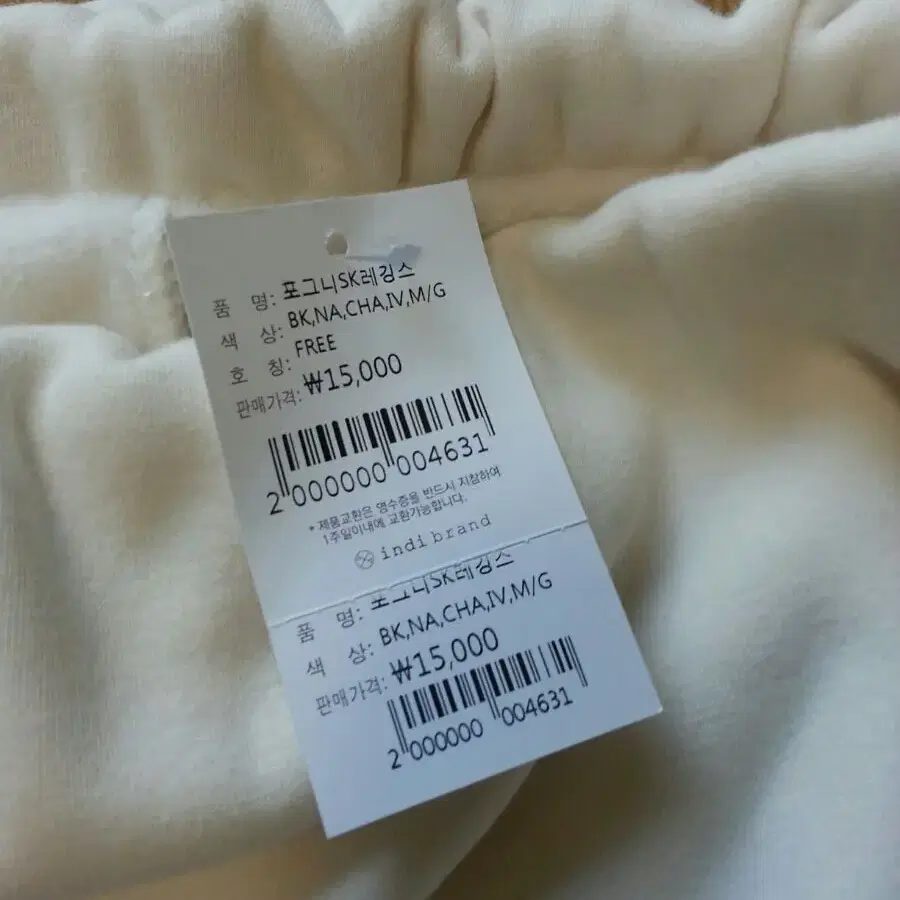 품 명: 포그니SK레깅스
색 상: BK,NA,CHA,IV,M/G
호 칭: FREE
판매가격: ₩15,000
2 000000 004631
* 제품교환은 영수증을 반드시 지참하여
1주일이내에 교환가능합니다.
indi brand
품 명: 포그니SK레깅스
색 상: BK,NA,CHA,IV,M/G
판매가격: ₩15,000
2 000000 004631